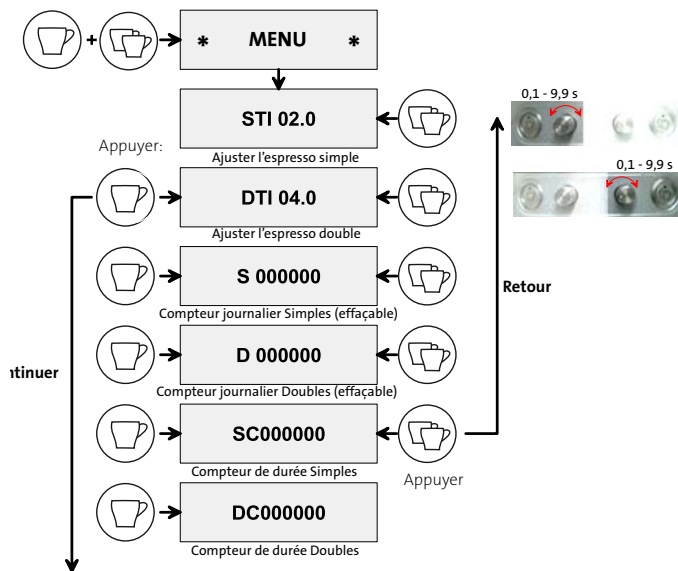 +
* MENU *
STI 02.0
0,1 - 9,9 s
Ajuster l'espresso simple
Appuyer:
0,1 - 9,9 s
DTI 04.0
Ajuster l'espresso double
S 000000
Retour
Compteur journalier Simples (effaçable)
D 000000
ntinuer
Compteur journalier Doubles (effaçable)
SC000000
Compteur de durée Simples
Appuyer
DC000000
Compteur de durée Doubles